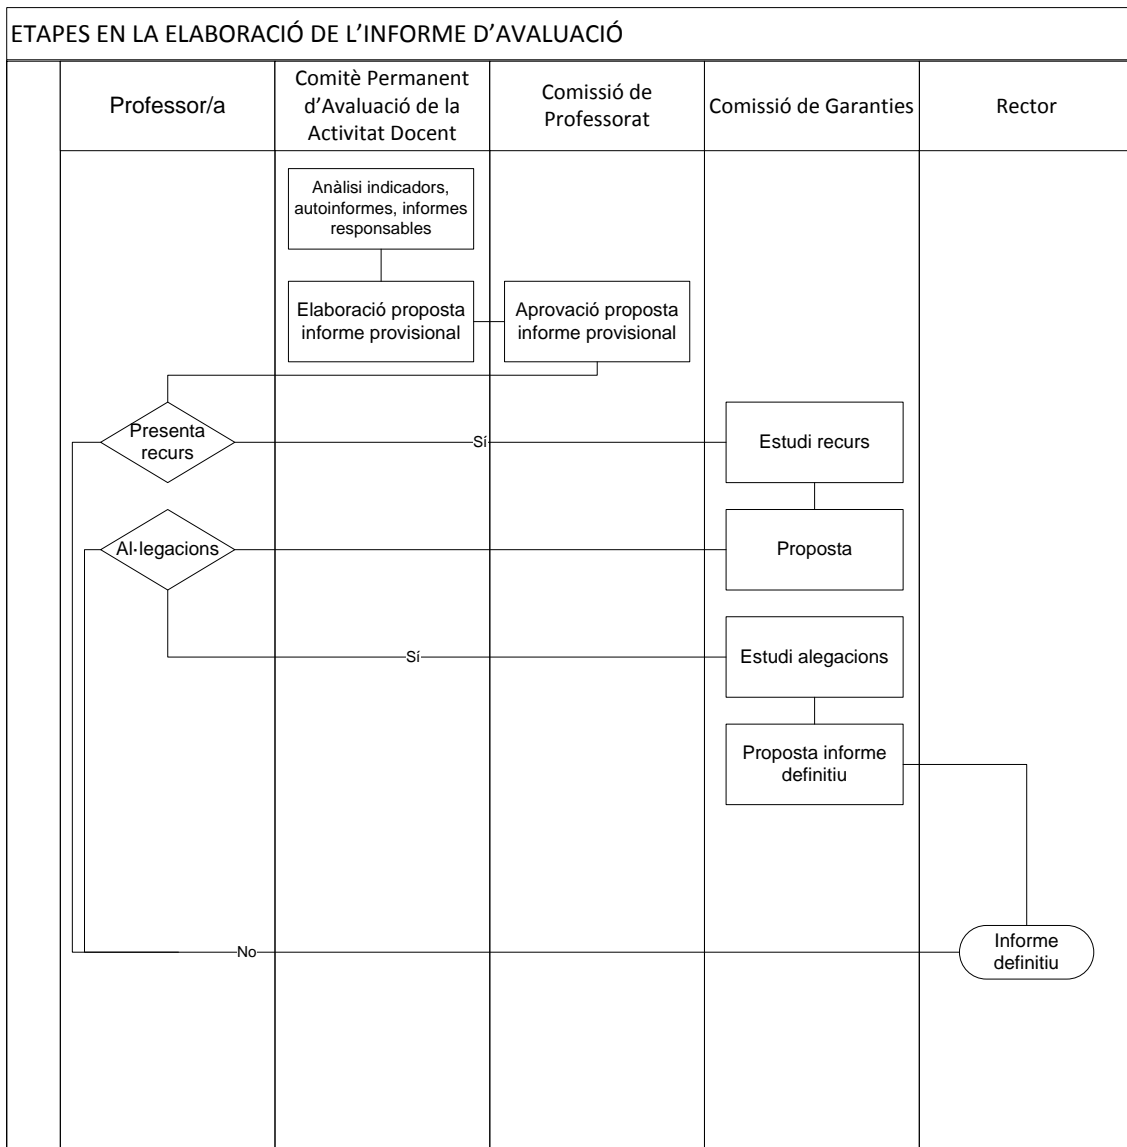 ETAPES EN LA ELABORACIÓ DE L’INFORME D’AVALUACIÓ
Professor/a
Comitè Permanent
d’Avaluació de la
Activitat Docent
Comissió de
Professorat
Comissió de Garanties
Rector
Anàlisi indicadors,
autoinformes, informes
responsables
Elaboració proposta
informe provisional
Aprovació proposta
informe provisional
Presenta
recurs
Sí
Estudi recurs
Al·legacions
Proposta
Sí
Estudi alegacions
Proposta informe
definitiu
No
Informe
definitiu